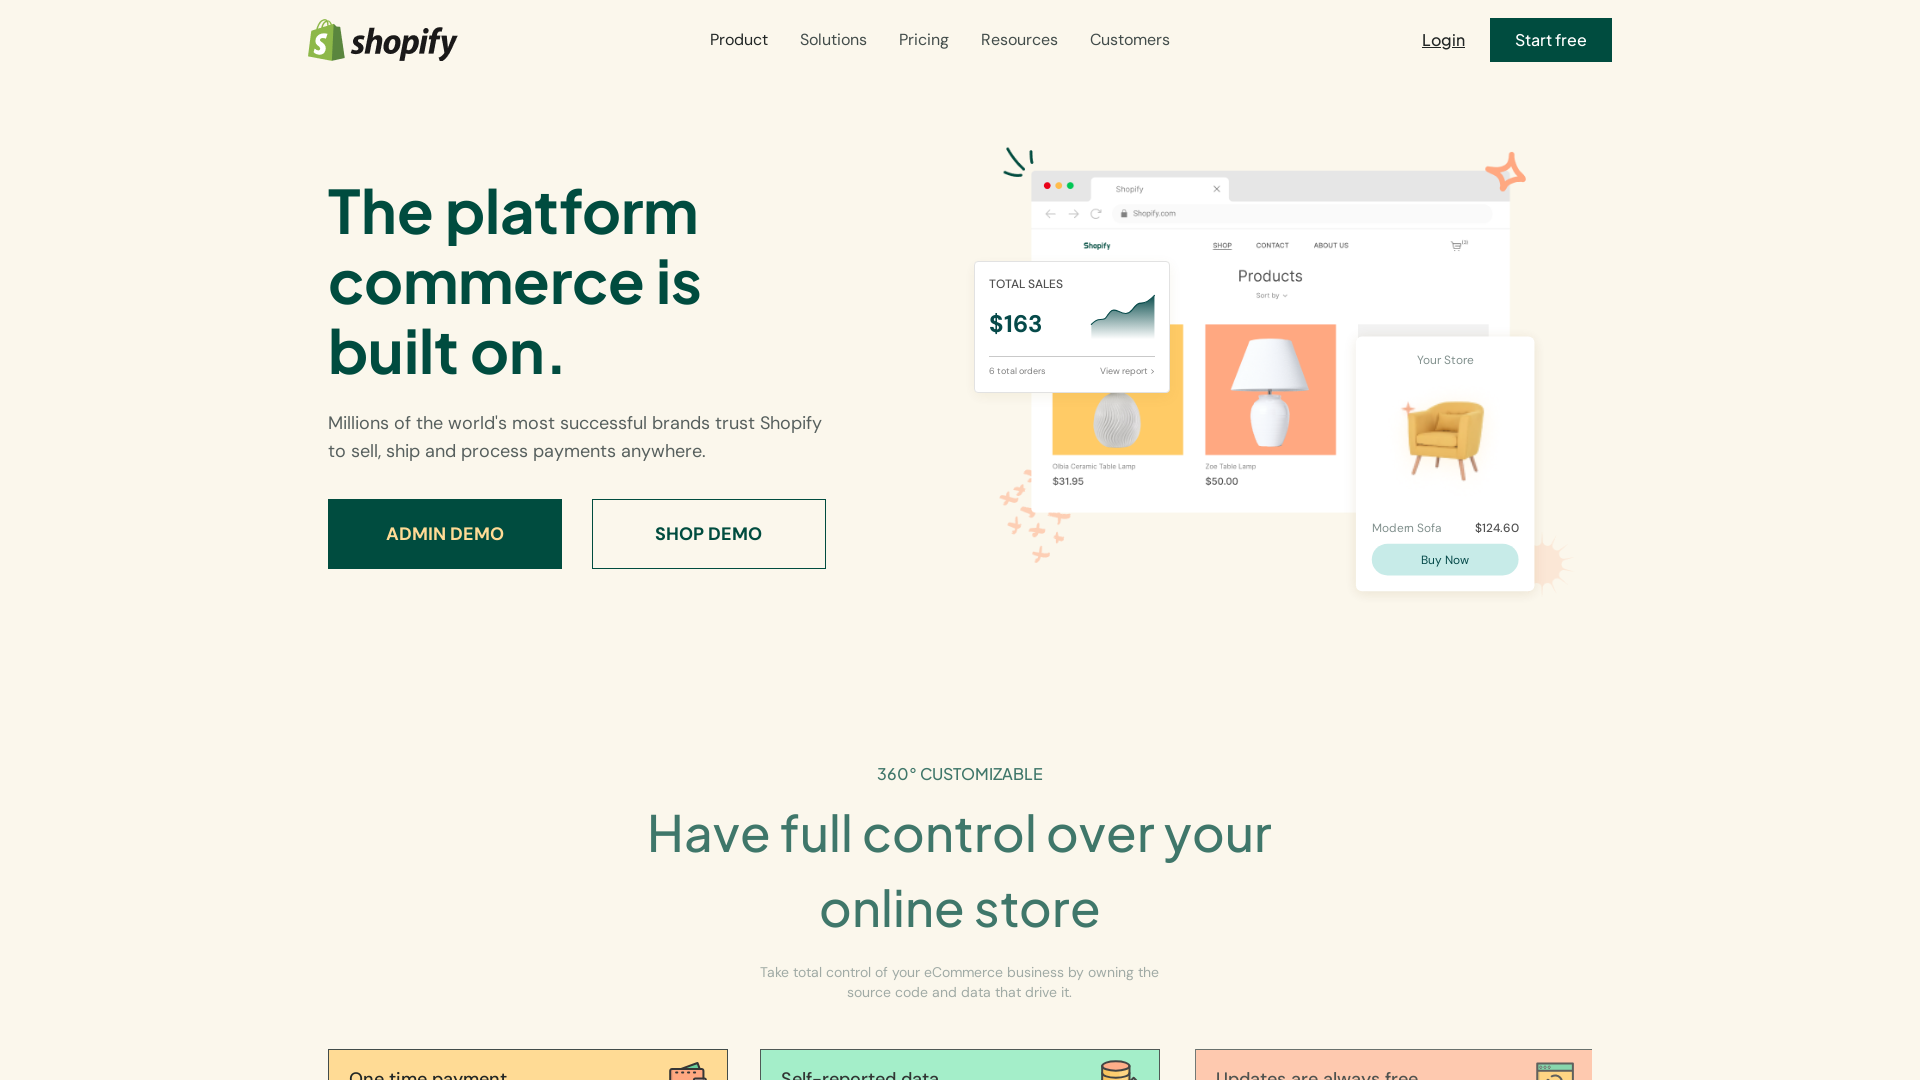 shopify
Product
Solutions
Pricing
Resources
Customers
Login
Start free
The platform
commerce is
built on.
Millions of the world's most successful brands trust Shopify
to sell, ship and process payments anywhere.
ADMIN DEMO
SHOP DEMO
Shopify
Shopify.com
Shopify
SHOP
CONTACT
ABOUT US
Products
Sort by
TOTAL SALES
$163
6 total orders
View report >
Olbia Ceramic Table Lamp
$31.95
Zoe Table Lamp
$50.00
Your Store
Modern Sofa
$124.60
Buy Now
360° CUSTOMIZABLE
Have full control over your
online store
Take total control of your eCommerce business by owning the
source code and data that drive it.
One time payment
Self-reported data
Updates are always free